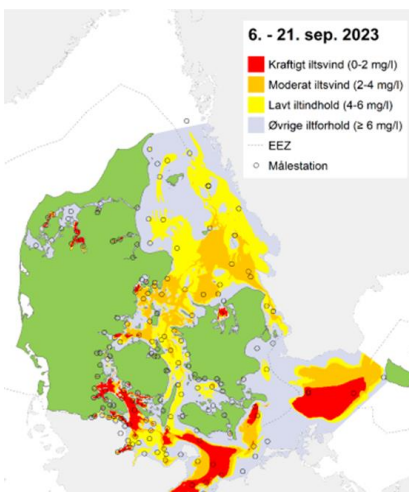 6. - 21. sep. 2023
Kraftigt iltsvind (0-2 mg/l)
Moderat iltsvind (2-4 mg/l)
Lavt iltindhold (4-6 mg/l)
Øvrige iltforhold (≥ 6 mg/l)
EEZ
Målestation